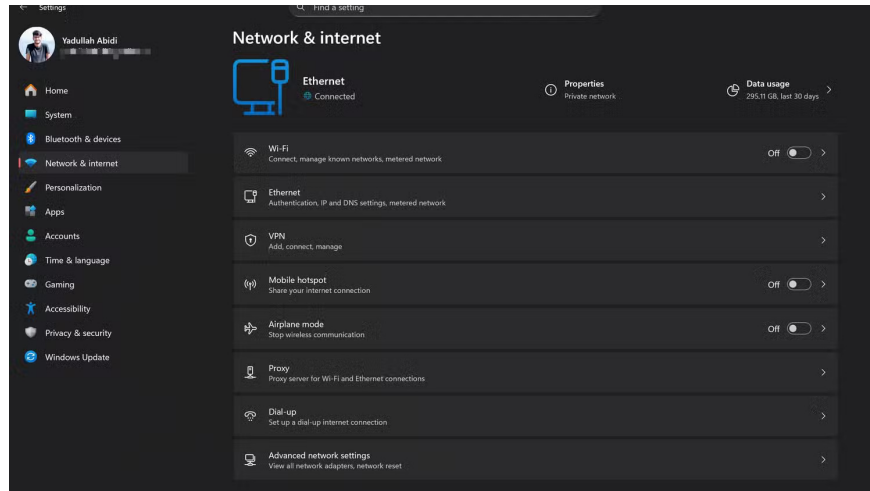 Settings
Find a setting
Yadullah Abidi
Home
System
Bluetooth & devices
Network & internet
Personalization
Apps
Accounts
Time & language
Gaming
Accessibility
Privacy & security
Windows Update
Network & internet
Ethernet
Connected
Properties
Private network
Data usage
295.11 GB, last 30 days
Wi-Fi
Connect, manage known networks, metered network
Off
Ethernet
Authentication, IP and DNS settings, metered network
VPN
Add, connect, manage
Mobile hotspot
Share your internet connection
Off
Airplane mode
Stop wireless communication
Off
Proxy
Proxy server for Wi-Fi and Ethernet connections
Dial-up
Set up a dial-up internet connection
Advanced network settings
View all network adapters, network reset